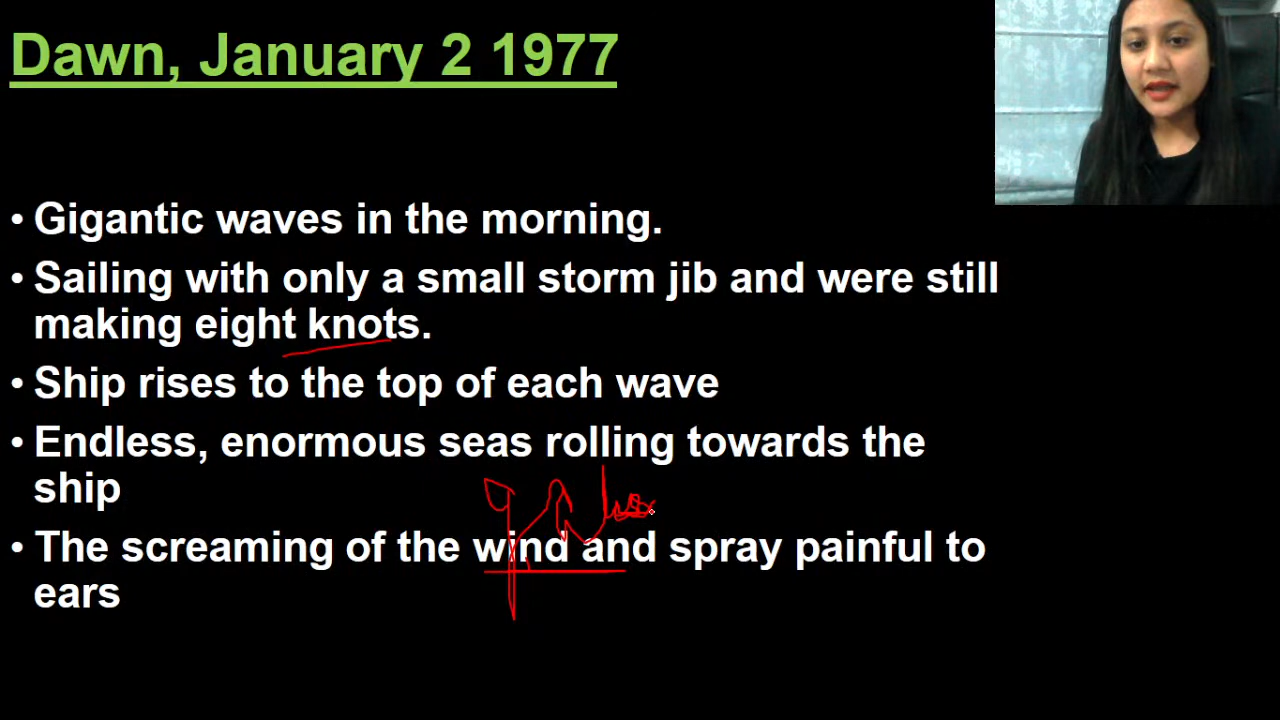 Dawn, January 2 1977
• Gigantic waves in the morning.
• Sailing with only a small storm jib and were still
making eight knots.
• Ship rises to the top of each wave
• Endless, enormous seas rolling towards the
ship
• The screaming of the wind and spray painful to
ears